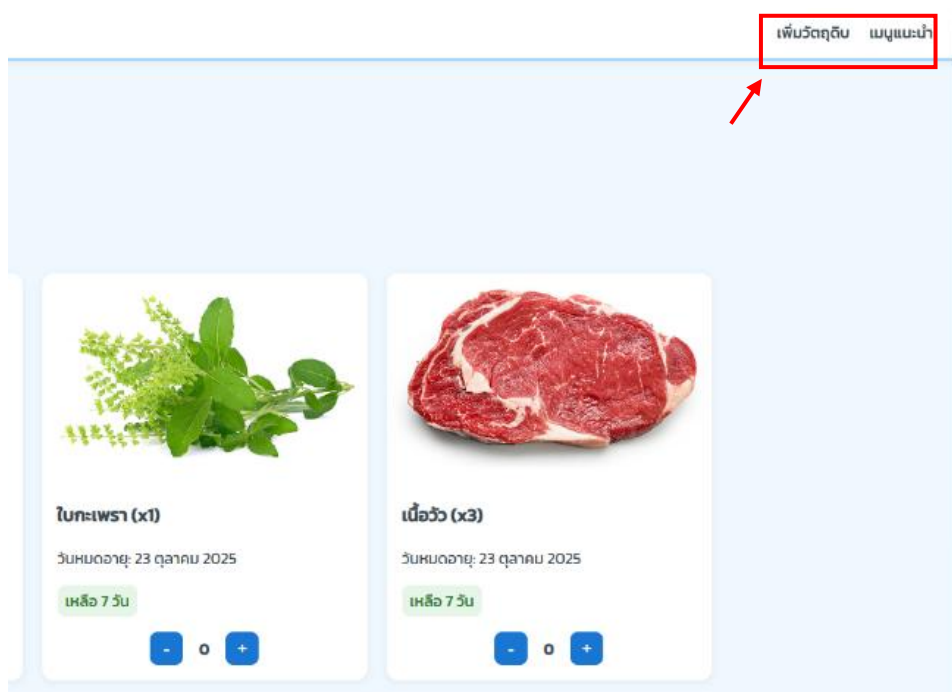 เพิ่มวัตถุดิบ เมนูแนะนำ
ใบกะเพรา (x1)
วันหมดอายุ: 23 ตุลาคม 2025
เหลือ 7 วัน
- 0 +
เนื้อวัว (x3)
วันหมดอายุ: 23 ตุลาคม 2025
เหลือ 7 วัน
- 0 +